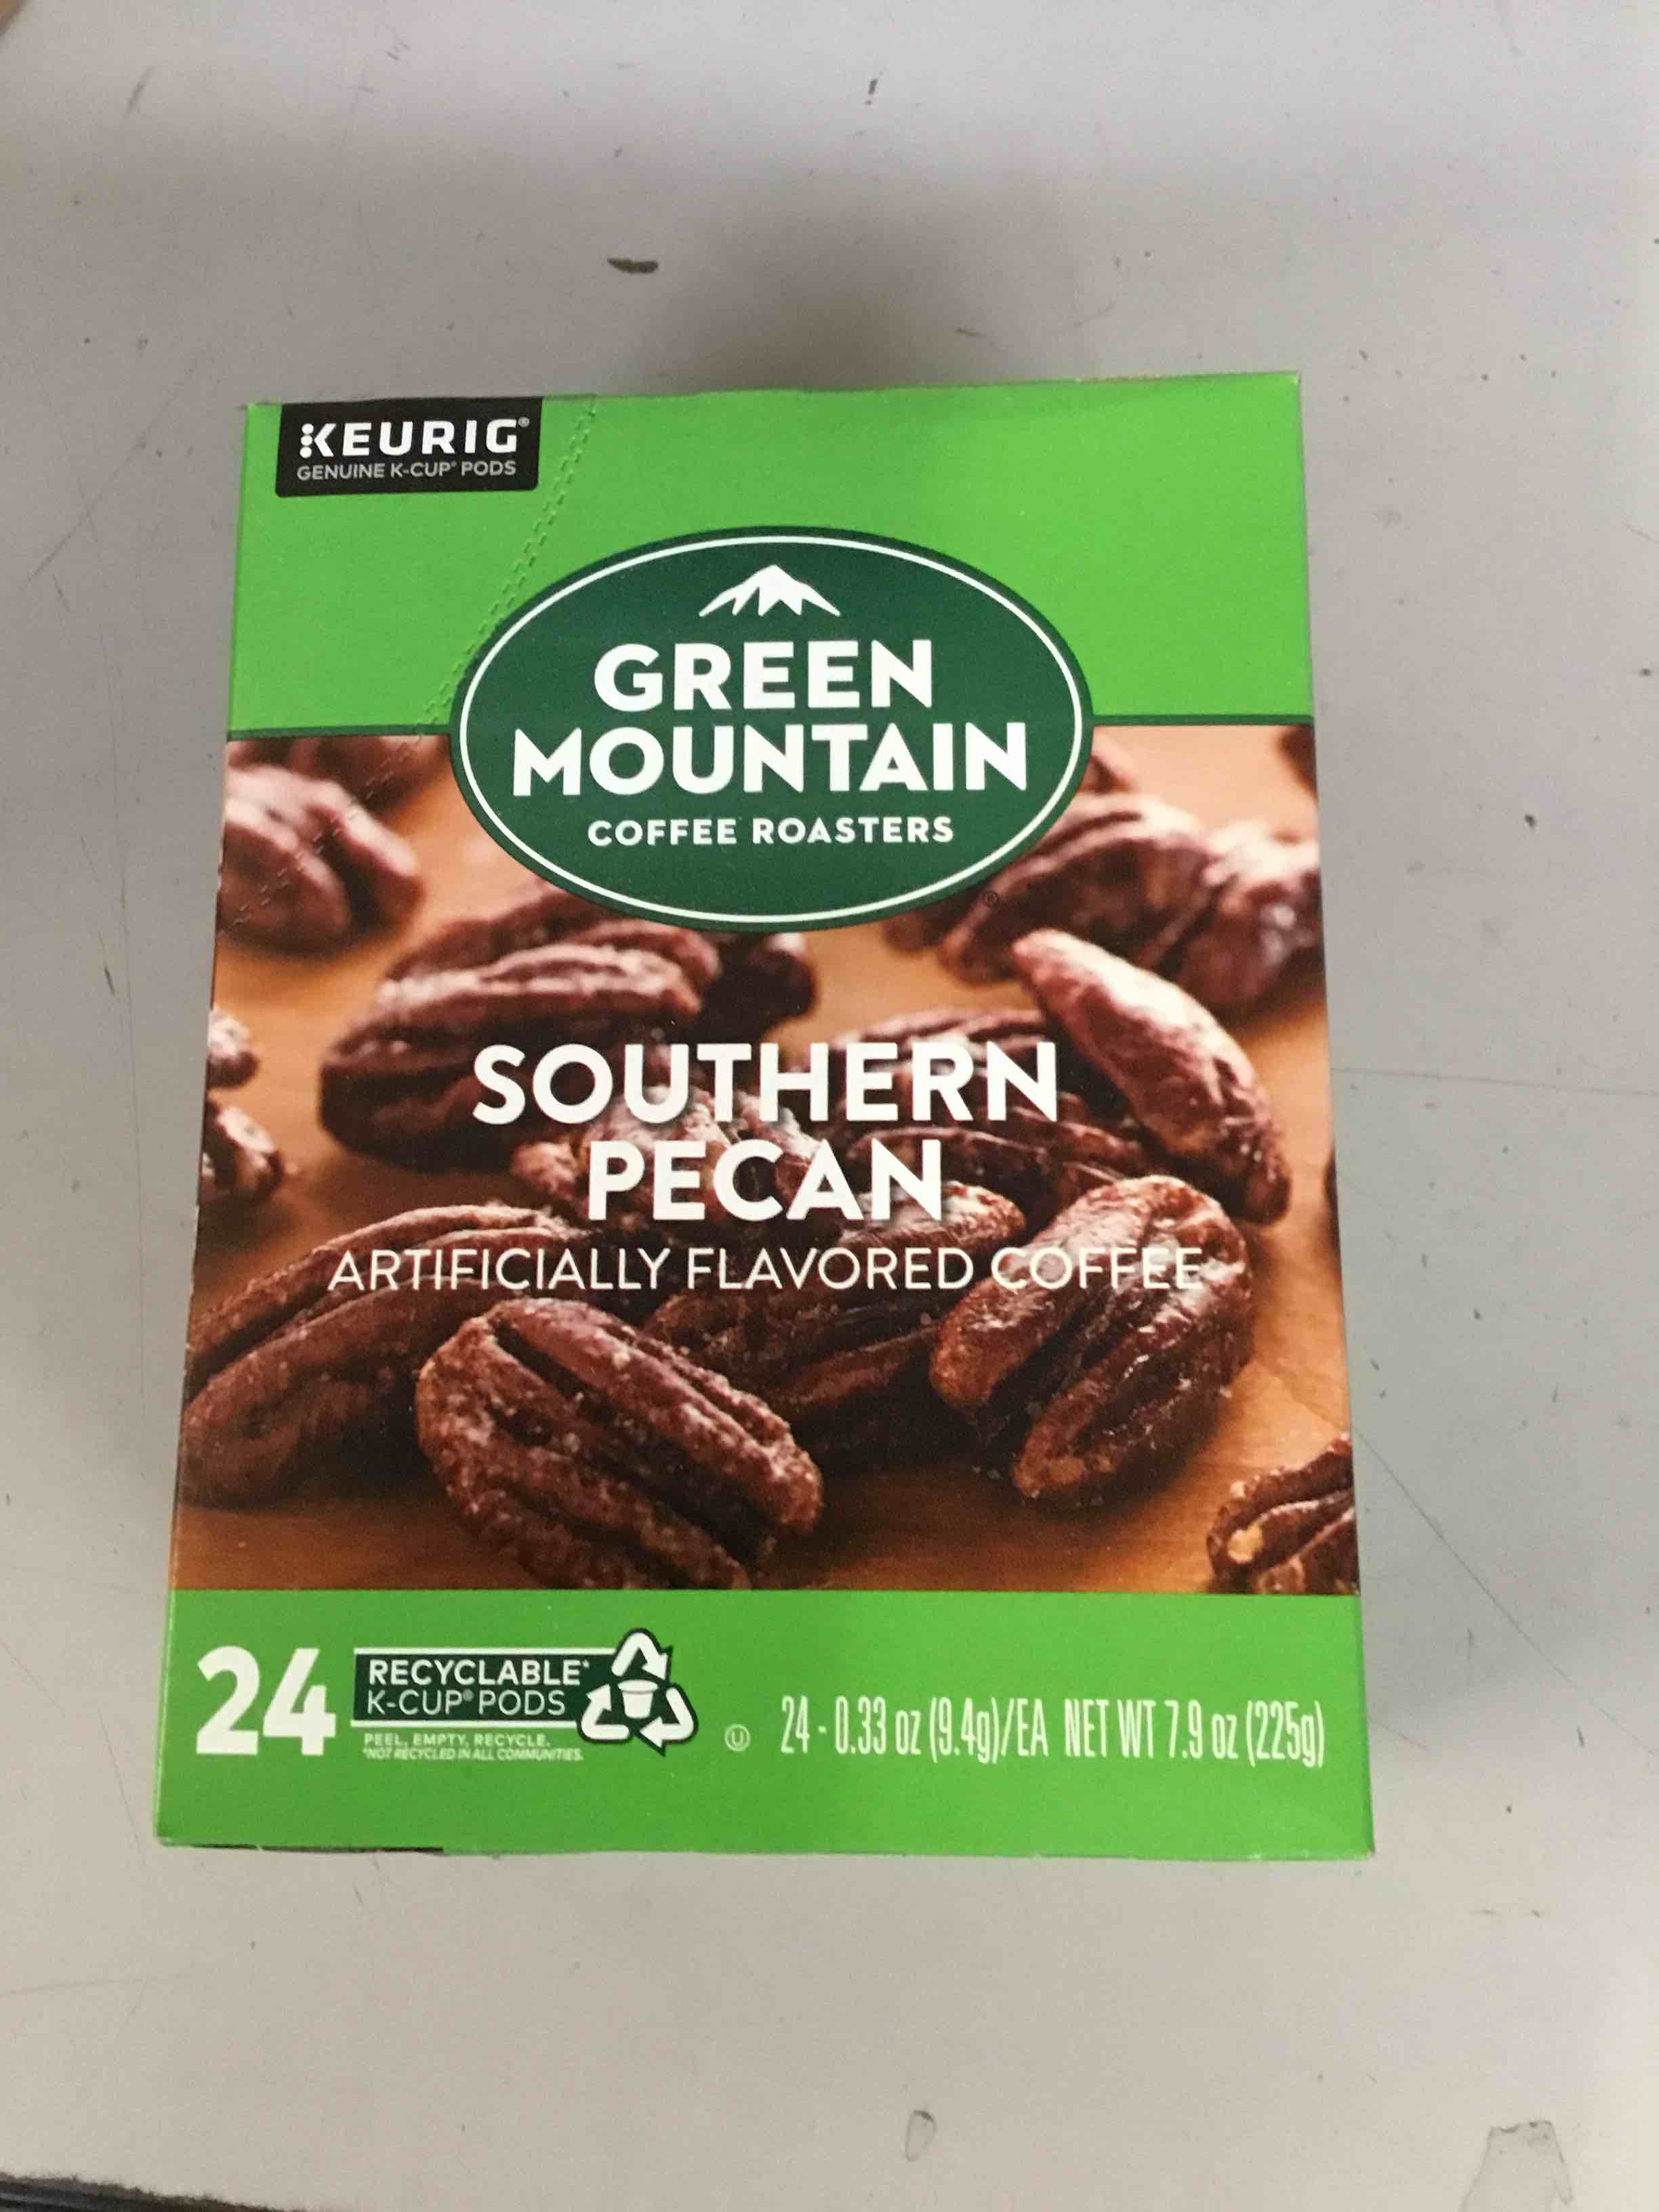 KEURIG®
GENUINE K-CUP® PODS
GREEN
MOUNTAIN
COFFEE ROASTERS
®
SOUTHERN
PECAN
ARTIFICIALLY FLAVORED COFFEE
24
RECYCLABLE*
K-CUP® PODS
PEEL, EMPTY, RECYCLE.
*NOT RECYCLED IN ALL COMMUNITIES.
U
24 - 0.33 oz (9.4g)/EA NET WT 7.9 oz (225g)